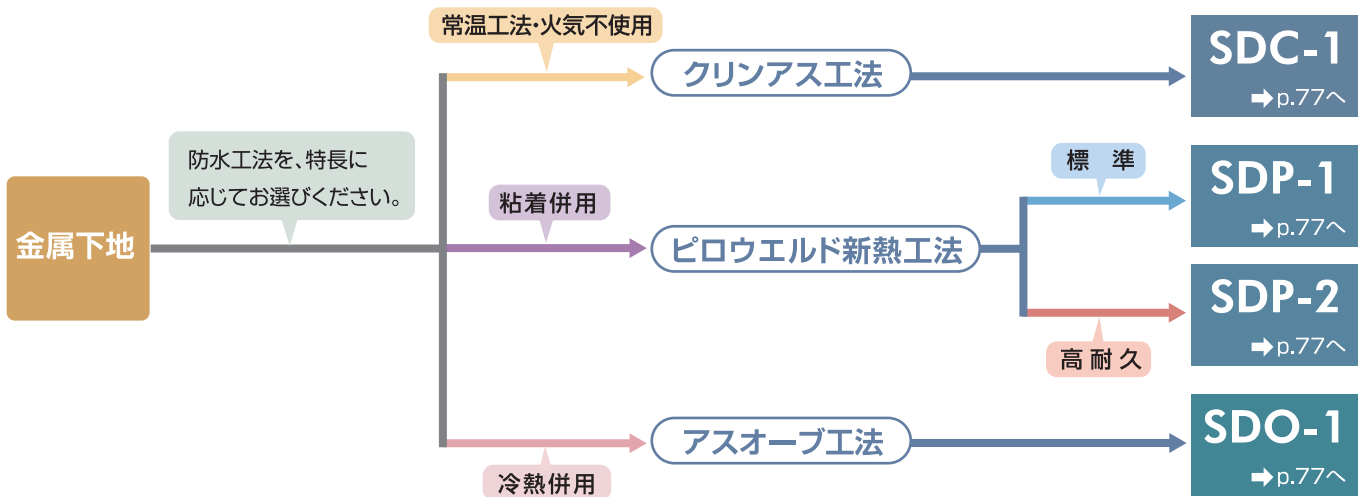 金属下地
防水工法を、特長に
応じてお選びください。
常温工法・火気不使用
クリンアス工法
SDC-1
➡p.77へ
粘着併用
ピロウエルド新熱工法
標 準
SDP-1
➡p.77へ
高耐久
SDP-2
➡p.77へ
冷熱併用
アスオーブ工法
SDO-1
➡p.77へ